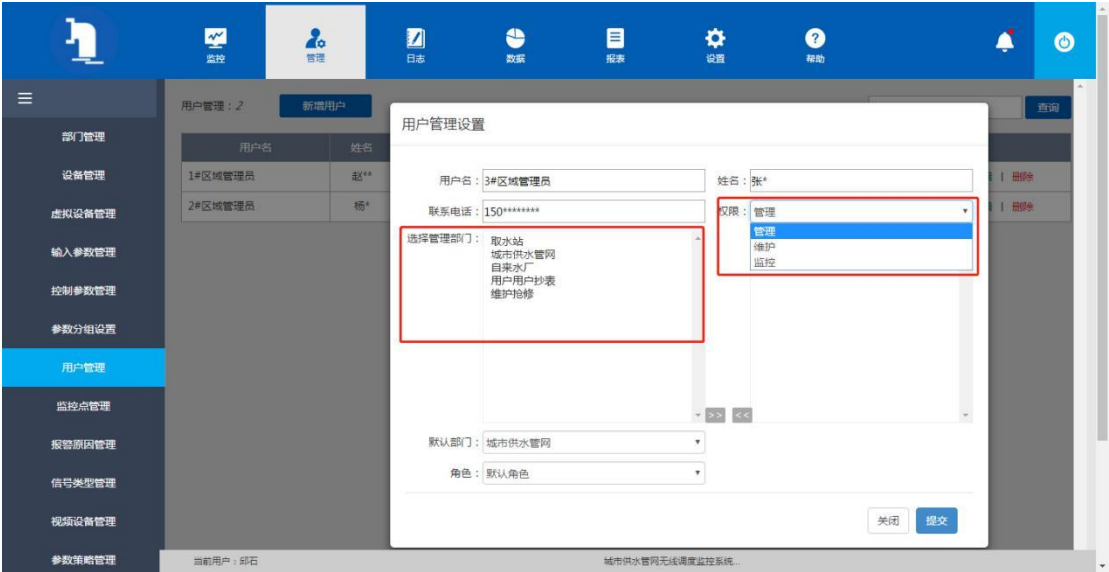 监控
管理
日志
数据
报表
设置
帮助
用户管理：2
新增用户
查询
部门管理
设备管理
虚拟设备管理
输入参数管理
控制参数管理
参数分组设置
用户管理
监控点管理
报警原因管理
信号类型管理
视频设备管理
参数策略管理
用户名 姓名
1#区域管理员 赵** | 删除
2#区域管理员 杨* | 删除
用户管理设置
用户名：3#区域管理员 姓名：张*
联系电话：150******** 权限：管理
管理
维护
监控
选择管理部门：
取水站
城市供水管网
自来水厂
用户用户抄表
维护抢修
>> <<
默认部门：城市供水管网
角色：默认角色
关闭 提交
当前用户：邱石 城市供水管网无线调度监控系统...